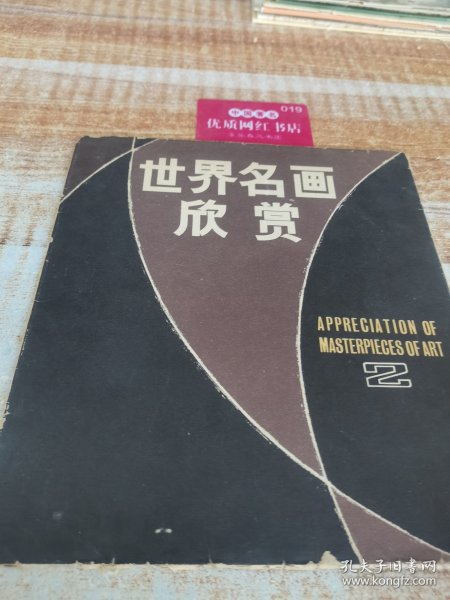 中国著名
019
优质网红书店
世界名画
欣赏
APPRECIATION OF
MASTERPIECES OF ART
2
孔夫子旧书网
www.kongfz.com